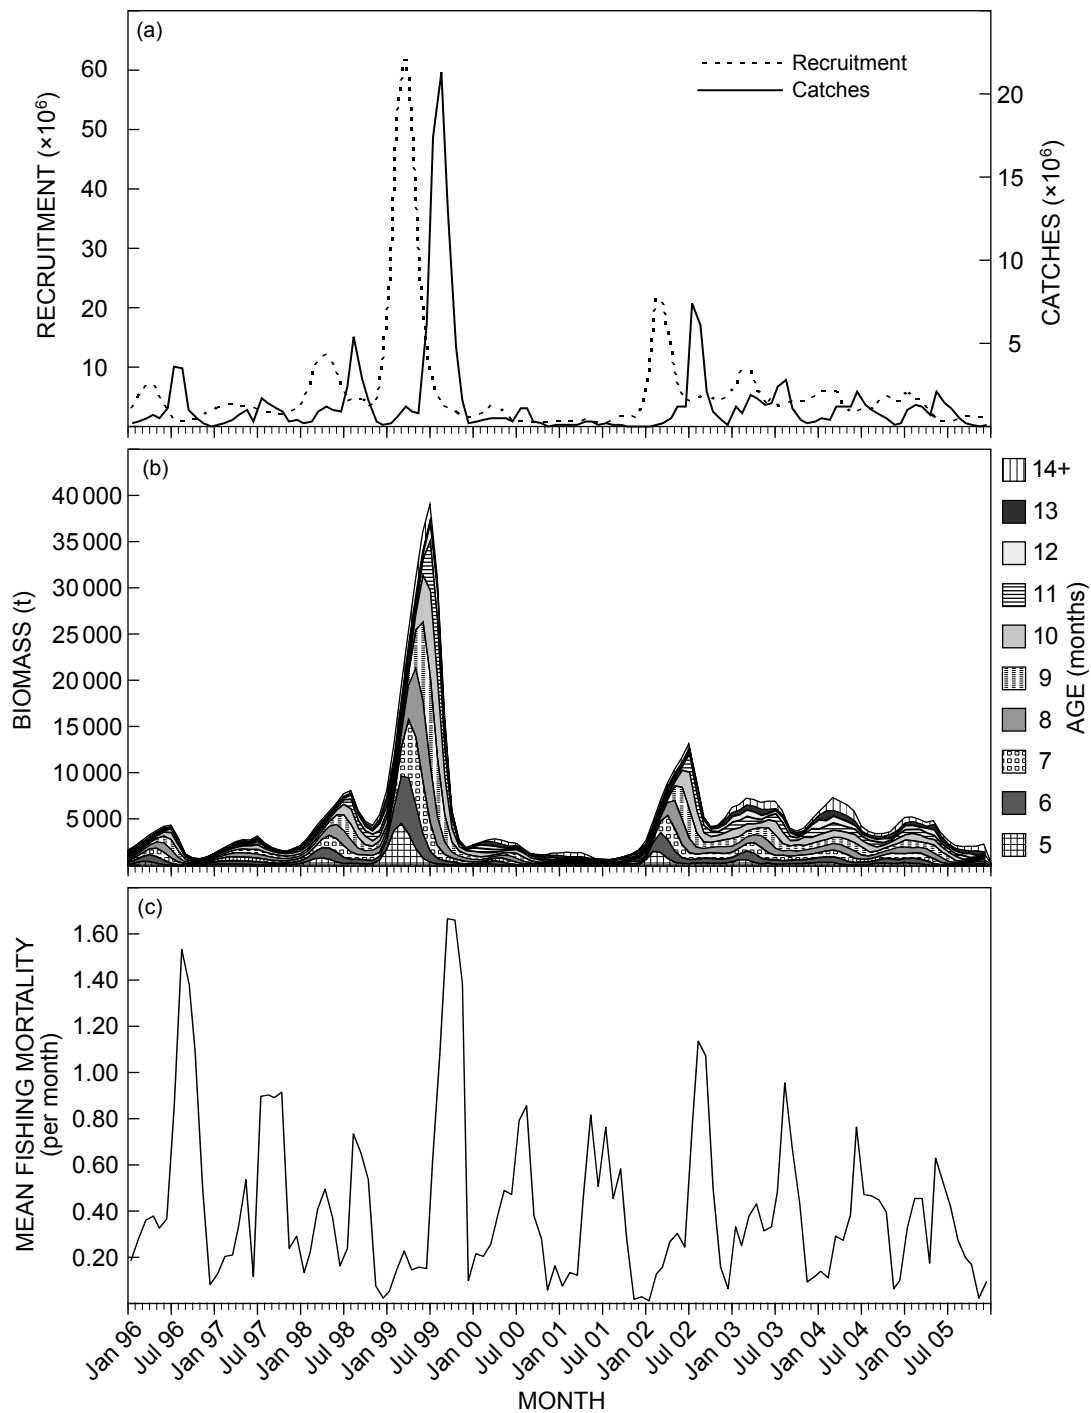 (a)
Recruitment
Catches
60
50
40
30
20
10
RECRUITMENT (×10⁶)
20
15
10
5
CATCHES (×10⁶)
(b)
40 000
35 000
30 000
25 000
20 000
15 000
10 000
5 000
BIOMASS (t)
14+
13
12
11
10
9
8
7
6
5
AGE (months)
(c)
1.60
1.40
1.20
1.00
0.80
0.60
0.40
0.20
MEAN FISHING MORTALITY
(per month)
Jan 96
Jul 96
Jan 97
Jul 97
Jan 98
Jul 98
Jan 99
Jul 99
Jan 00
Jul 00
Jan 01
Jul 01
Jan 02
Jul 02
Jan 03
Jul 03
Jan 04
Jul 04
Jan 05
Jul 05
MONTH